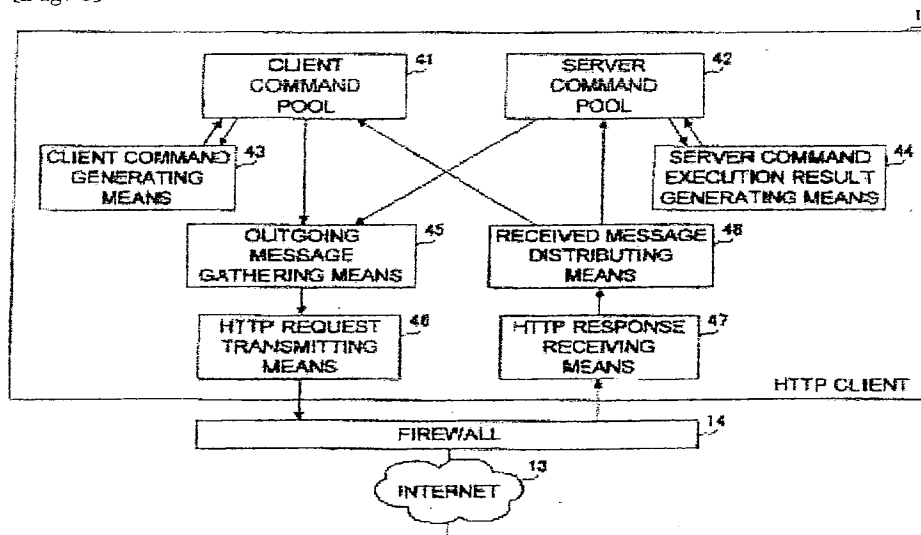 CLIENT
COMMAND
POOL
41
SERVER
COMMAND
POOL
42
CLIENT COMMAND
GENERATING
MEANS
43
SERVER COMMAND
EXECUTION RESULT
GENERATING MEANS
44
OUTGOING
MESSAGE
GATHERING MEANS
45
RECEIVED MESSAGE
DISTRIBUTING
MEANS
48
HTTP REQUEST
TRANSMITTING
MEANS
46
HTTP RESPONSE
RECEIVING
MEANS
47
HTTP CLIENT
FIREWALL
14
INTERNET
13